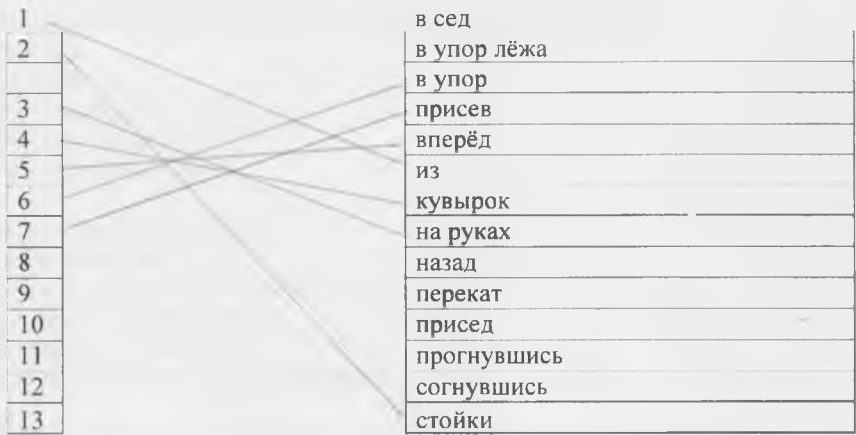 1 в сед
2 в упор лёжа
в упор
3 присев
4 вперёд
5 из
6 кувырок
7 на руках
8 назад
9 перекат
10 присед
11 прогнувшись
12 согнувшись
13 стойки